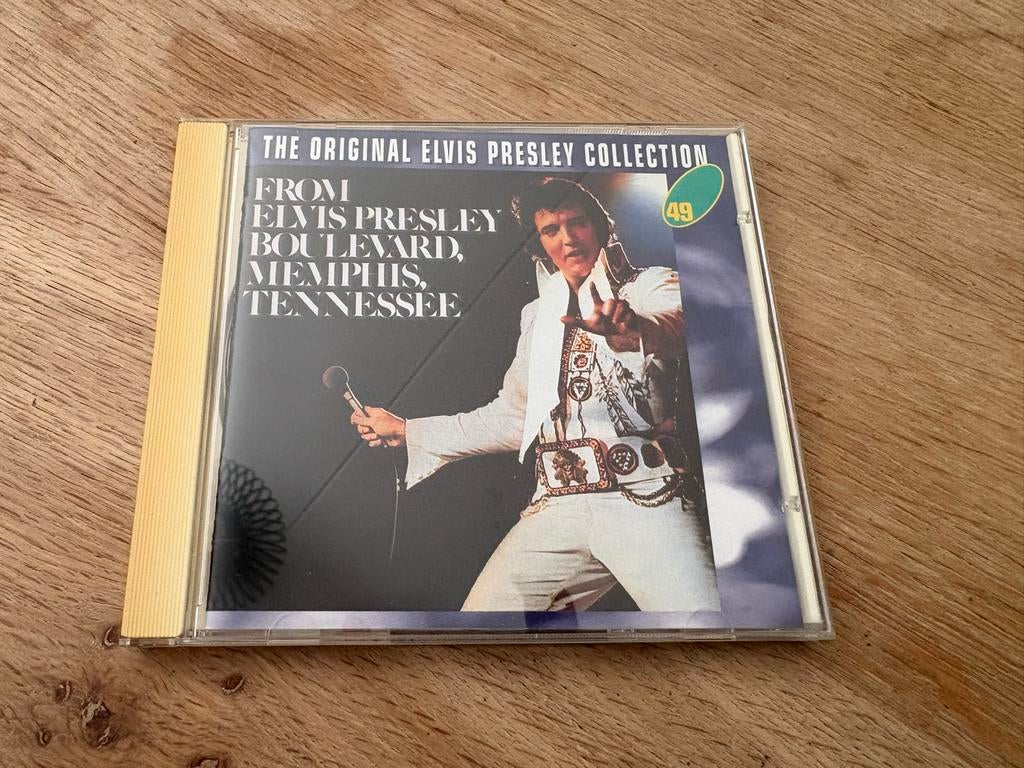 THE ORIGINAL ELVIS PRESLEY COLLECTION
49
FROM
ELVIS PRESLEY
BOULEVARD,
MEMPHIS,
TENNESSEE